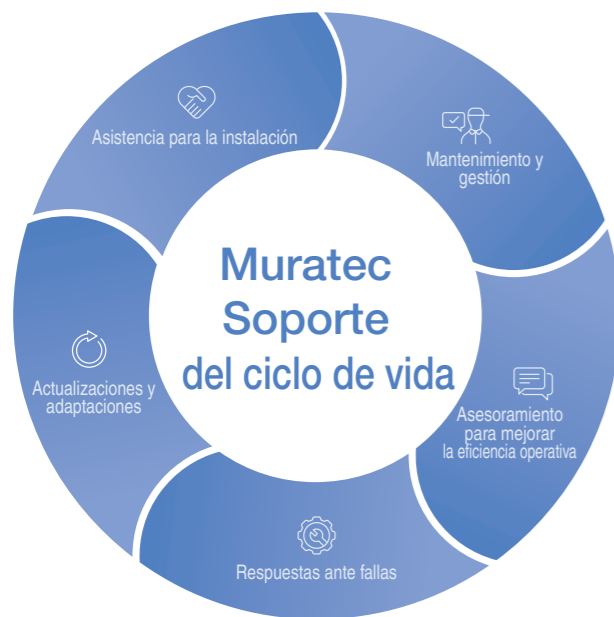 Asistencia para la instalación
Mantenimiento y
gestión
Muratec
Soporte
del ciclo de vida
Actualizaciones y
adaptaciones
Asesoramiento
para mejorar
la eficiencia operativa
Respuestas ante fallas